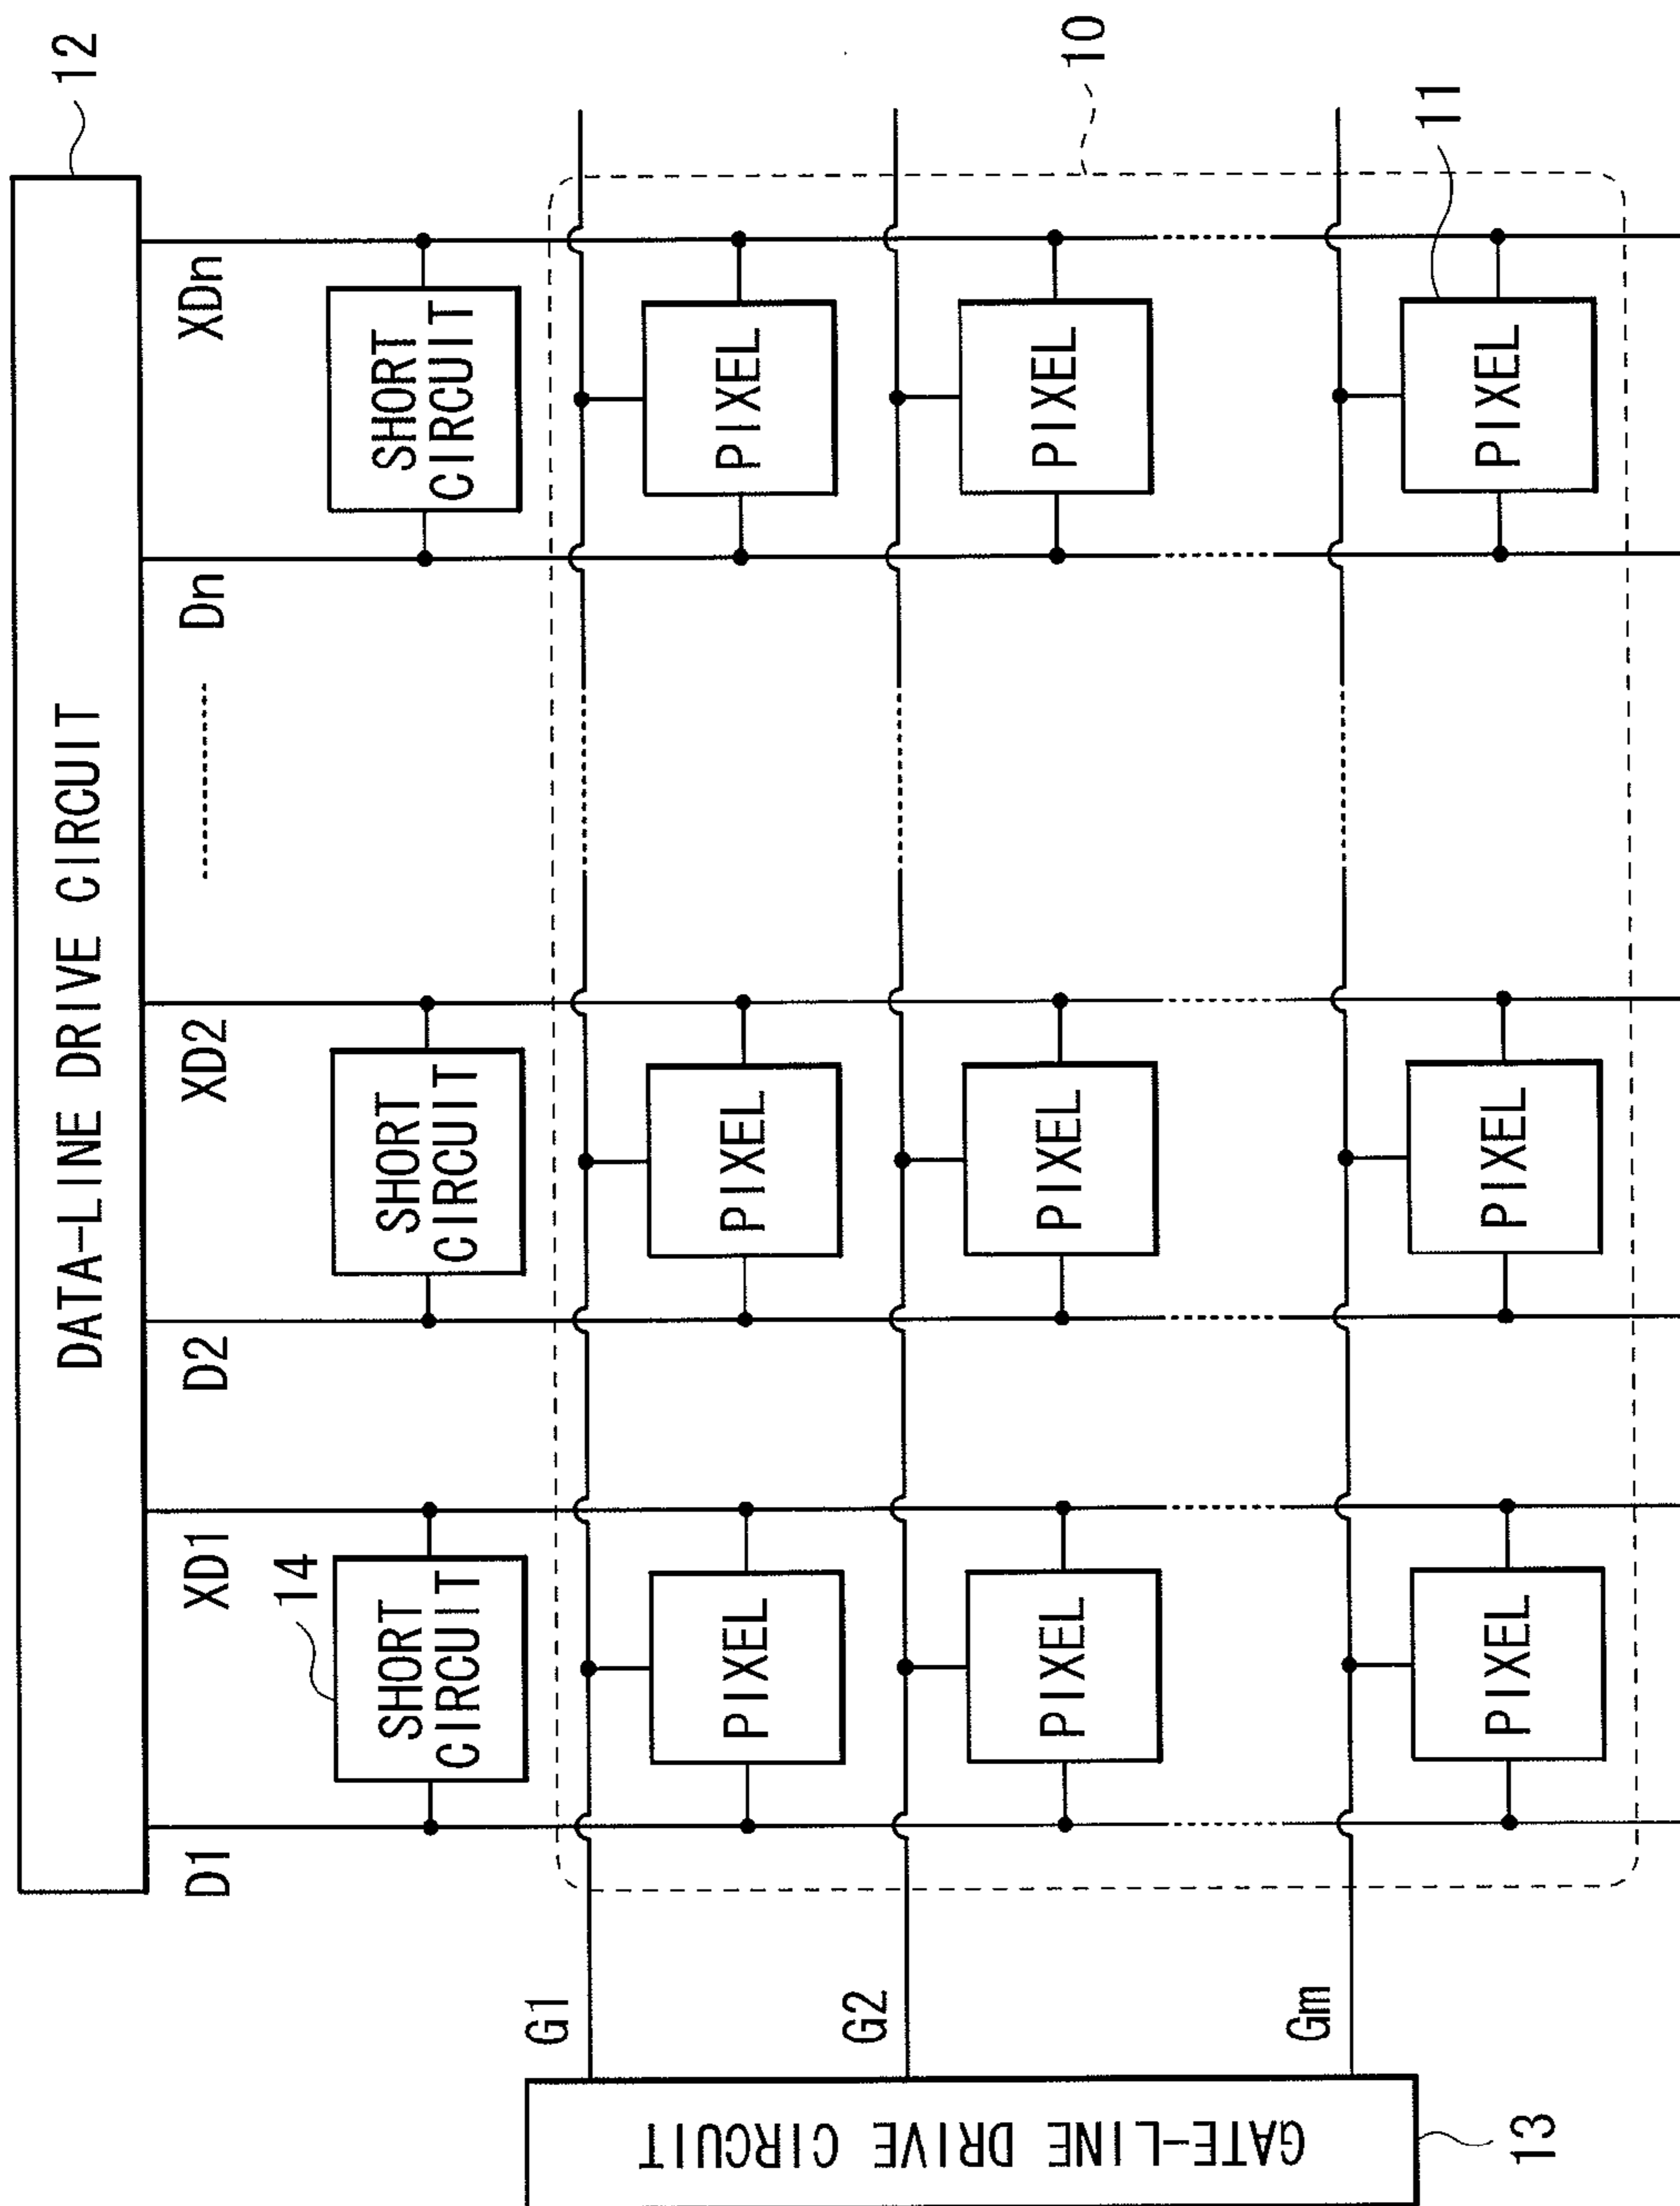 DATA-LINE DRIVE CIRCUIT
12
D1
XD1
D2
XD2
Dn
XDn
14
SHORT
CIRCUIT
SHORT
CIRCUIT
SHORT
CIRCUIT
G1
PIXEL
PIXEL
PIXEL
10
G2
PIXEL
PIXEL
PIXEL
Gm
PIXEL
PIXEL
PIXEL
11
GATE-LINE DRIVE CIRCUIT
13